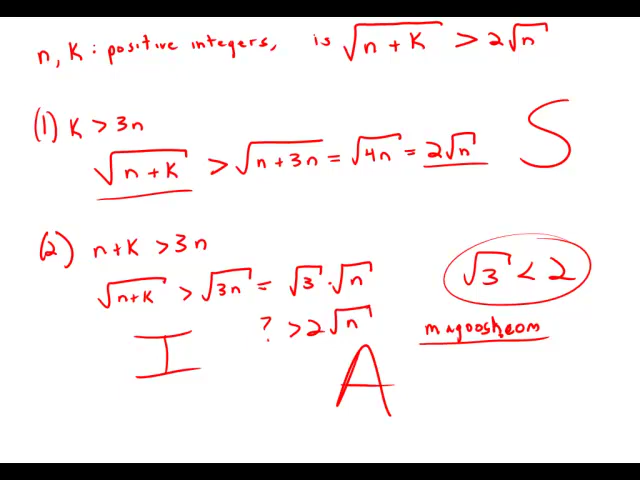 n, K : positive integers, is √(n + K) > 2√n
(1) K > 3n
√(n + K) > √(n + 3n) = √4n = 2√n
S
(2) n+K > 3n
√(n+K) > √3n = √3 · √n
√3 < 2
? > 2√n
magoosh.com
I
A